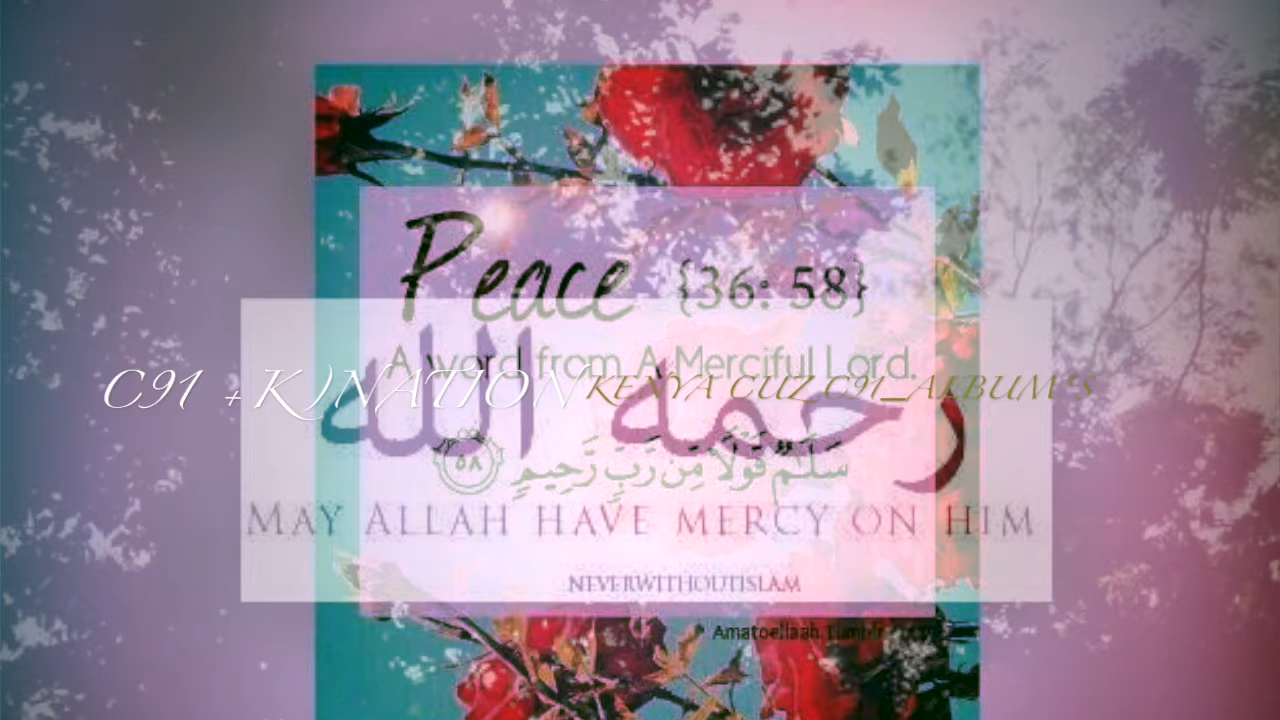 Peace {36: 58}
A word from A Merciful Lord.
C91 +K)NATION KENYA CUZ C91_ALBUM'S
رحمه الله
سَلَـٰمٌ قَوْلًا مِّن رَّبٍّ رَّحِيمٍ ٥٨
MAY ALLAH HAVE MERCY ON HIM
NEVERWITHOUTISLAM
Amatoellaah Tumblr